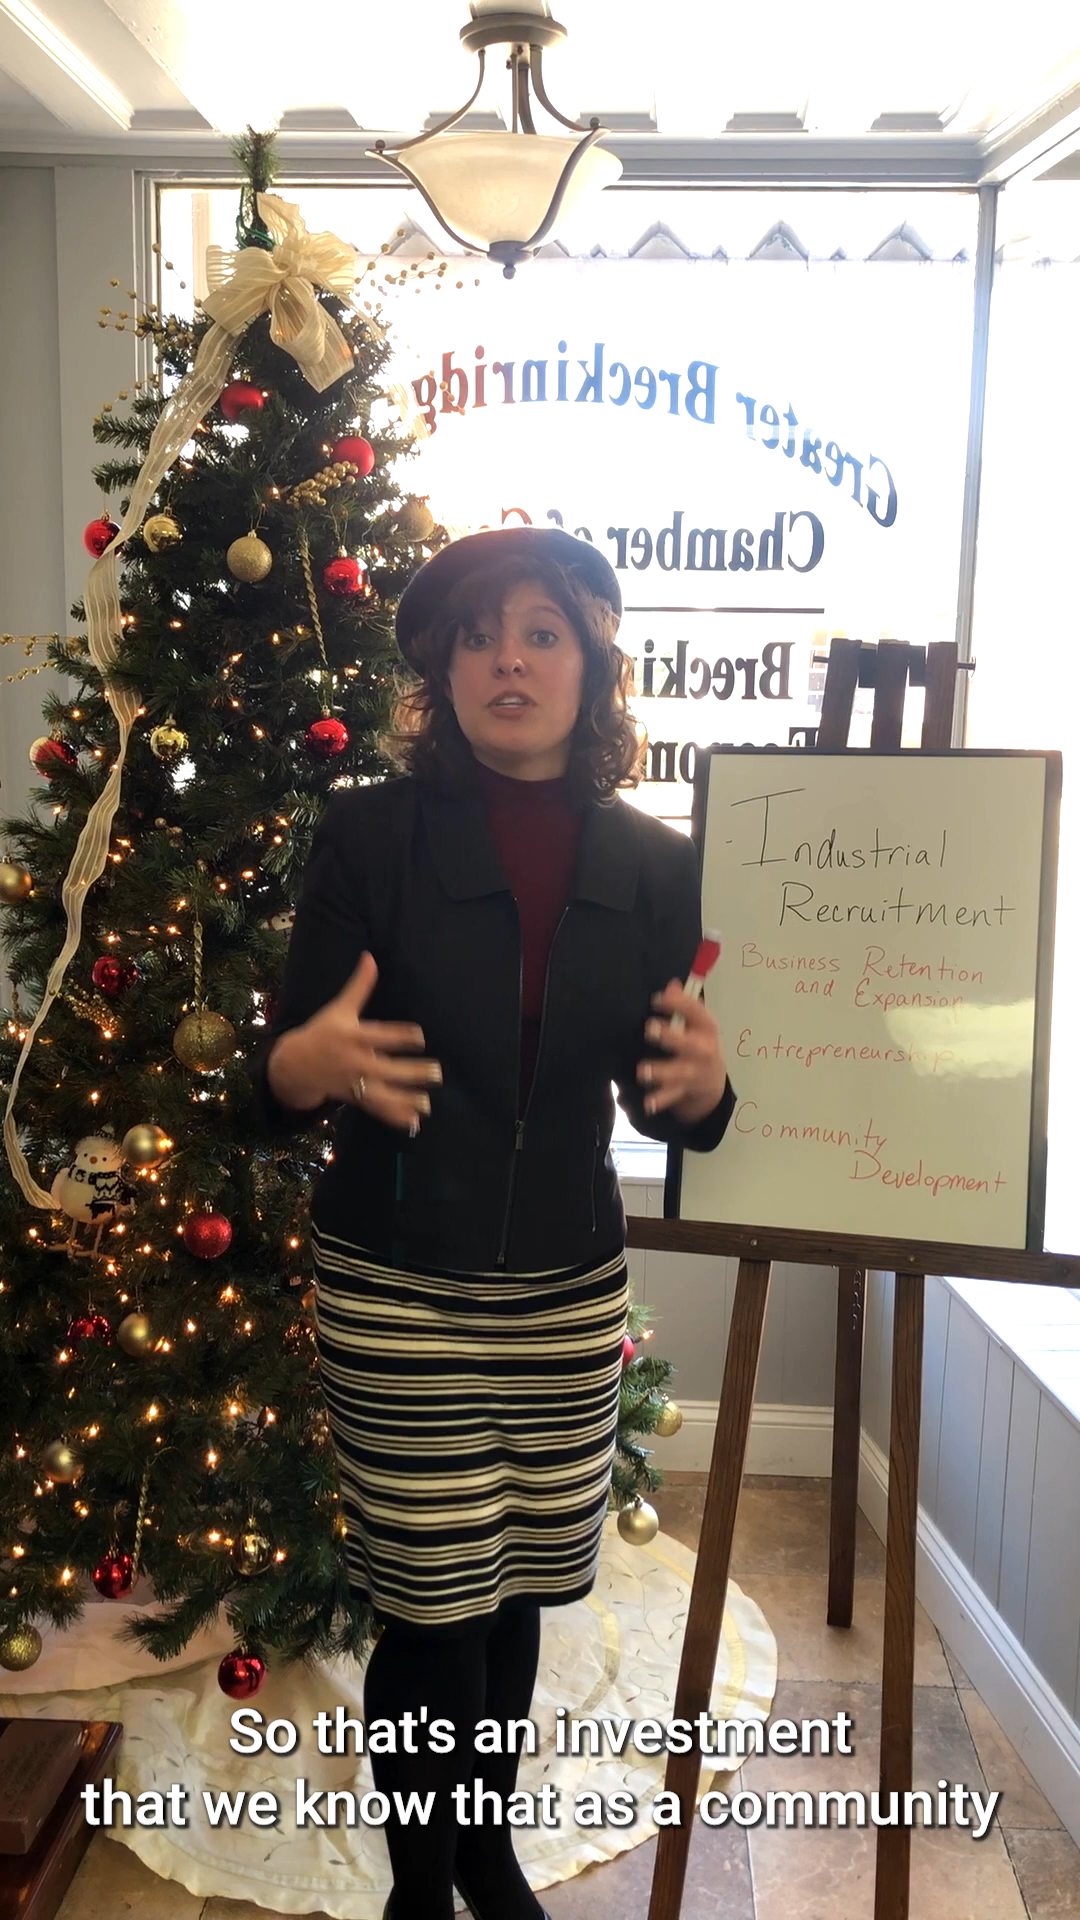 Greater Breckinridge
Chamber of
Breckin
- Industrial
Recruitment
Business Retention
and Expansion
Entrepreneurship
Community
Development
So that's an investment
that we know that as a community